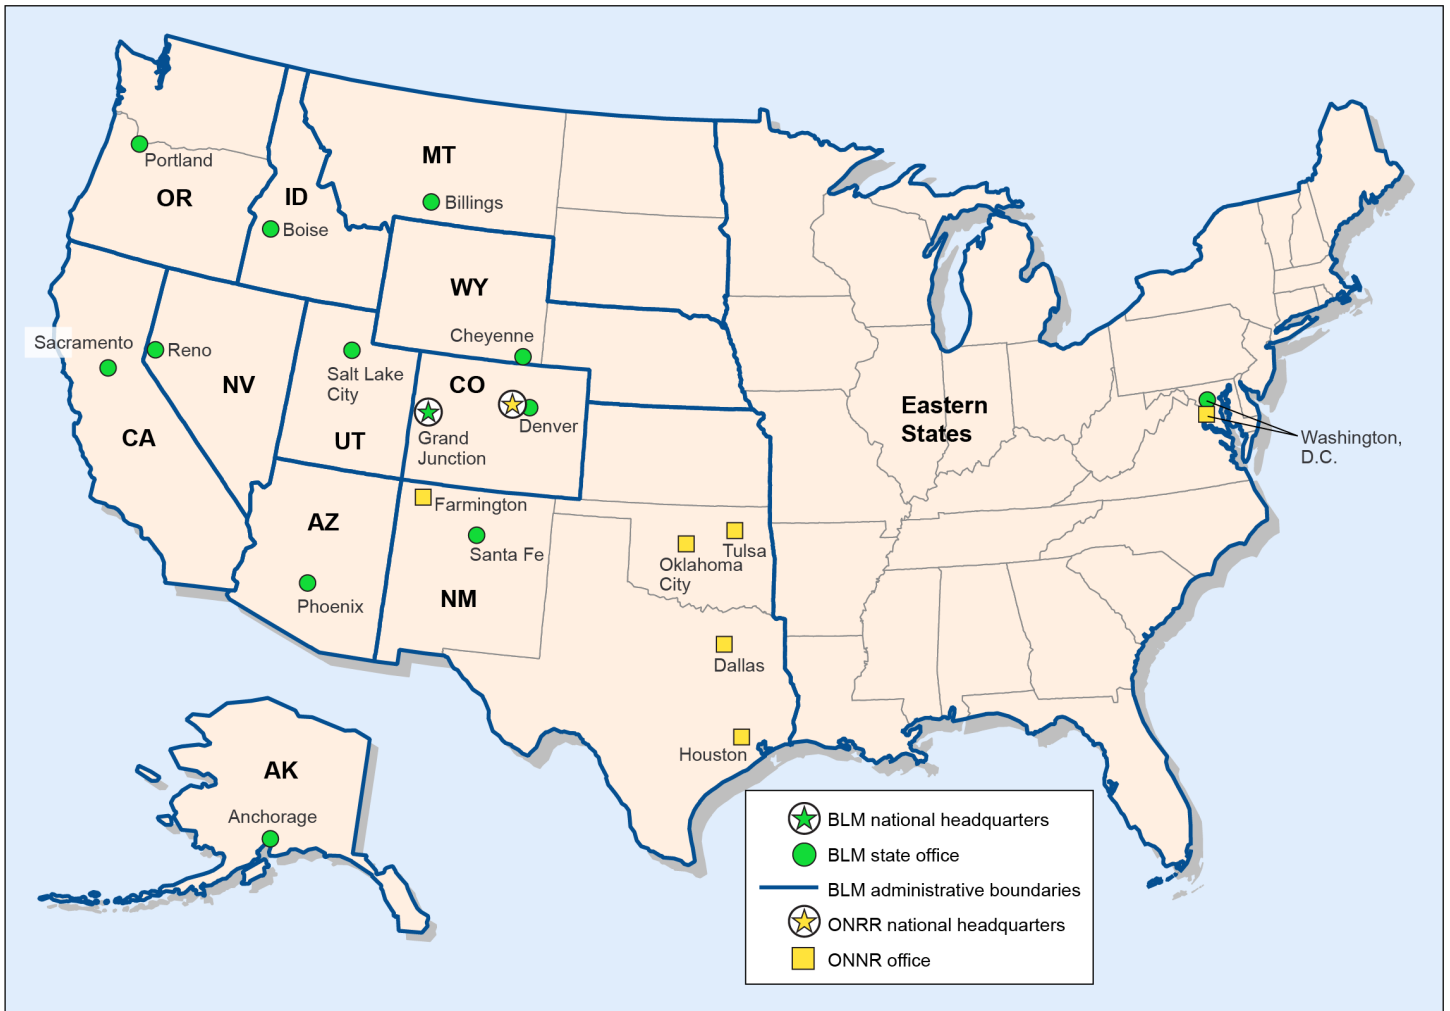 Portland
OR
ID
Boise
MT
Billings
WY
Cheyenne
Sacramento
Reno
NV
CA
Salt Lake
City
UT
CO
Grand
Junction
Denver
Eastern
States
Washington,
D.C.
AZ
Phoenix
Farmington
Santa Fe
NM
Oklahoma
City
Tulsa
Dallas
Houston
AK
Anchorage
BLM national headquarters
BLM state office
BLM administrative boundaries
ONRR national headquarters
ONNR office